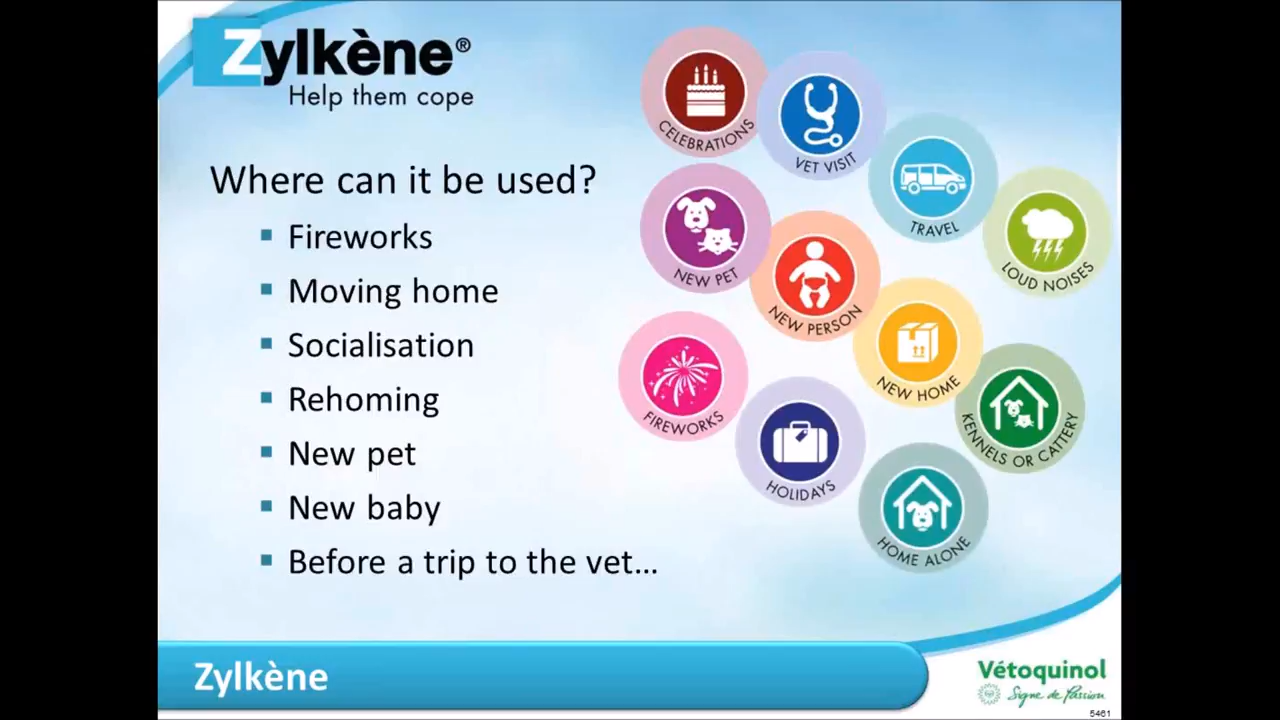 Zylkène®
Help them cope
Where can it be used?
▪ Fireworks
▪ Moving home
▪ Socialisation
▪ Rehoming
▪ New pet
▪ New baby
▪ Before a trip to the vet...
CELEBRATIONS
VET VISIT
TRAVEL
LOUD NOISES
NEW PET
NEW PERSON
NEW HOME
KENNELS OR CATTERY
FIREWORKS
HOLIDAYS
HOME ALONE
Zylkène
Vétoquinol
Signe de Passion
5461